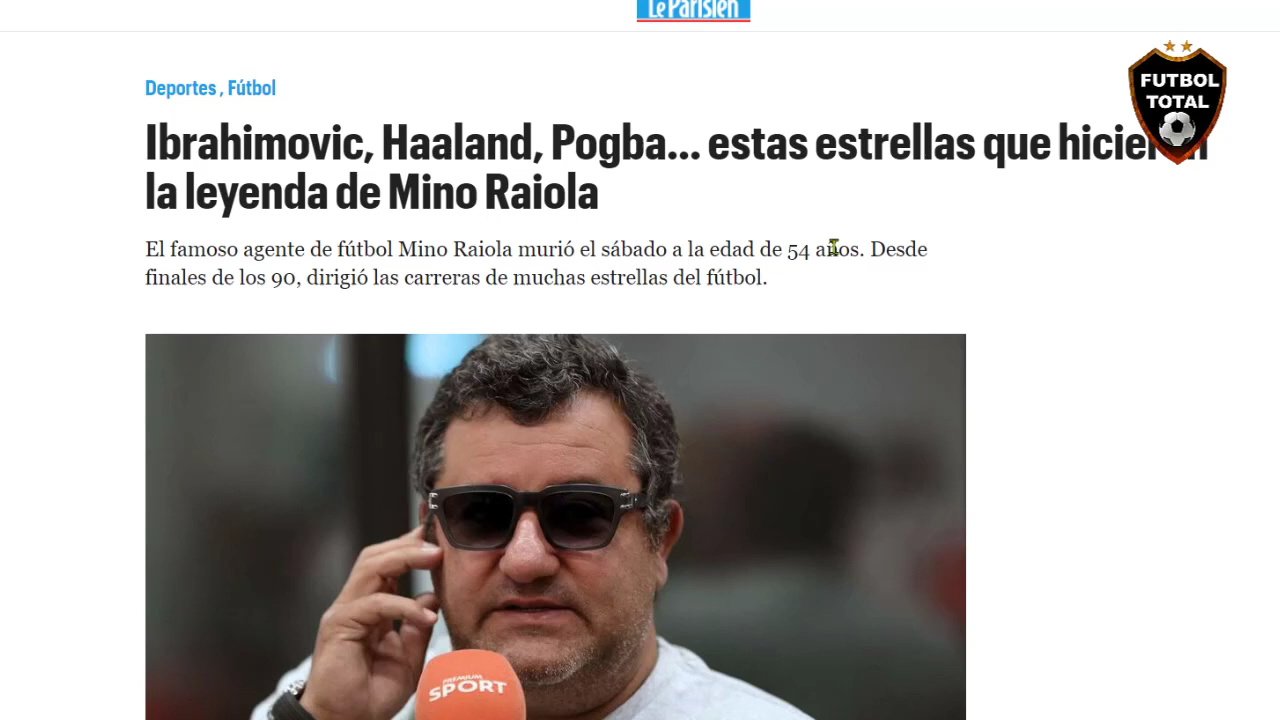 Le Parisien
FUTBOL
TOTAL
Deportes , Fútbol
Ibrahimovic, Haaland, Pogba... estas estrellas que hicieron
la leyenda de Mino Raiola
El famoso agente de fútbol Mino Raiola murió el sábado a la edad de 54 años. Desde
finales de los 90, dirigió las carreras de muchas estrellas del fútbol.
PREMIUM
SPORT